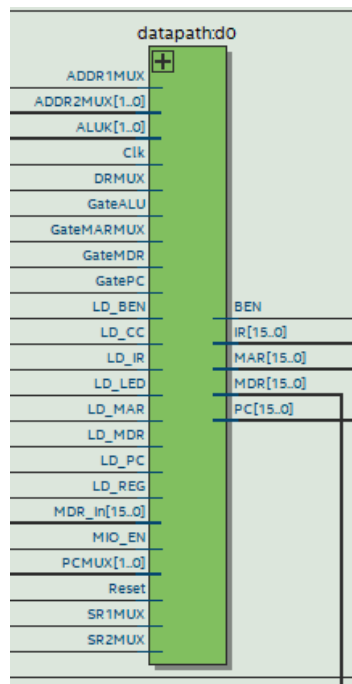 datapath:d0
ADDR1MUX
ADDR2MUX[1..0]
ALUK[1..0]
Clk
DRMUX
GateALU
GateMARMUX
GateMDR
GatePC
LD_BEN
BEN
LD_CC
IR[15..0]
LD_IR
MAR[15..0]
LD_LED
MDR[15..0]
LD_MAR
PC[15..0]
LD_MDR
LD_PC
LD_REG
MDR_In[15..0]
MIO_EN
PCMUX[1..0]
Reset
SR1MUX
SR2MUX